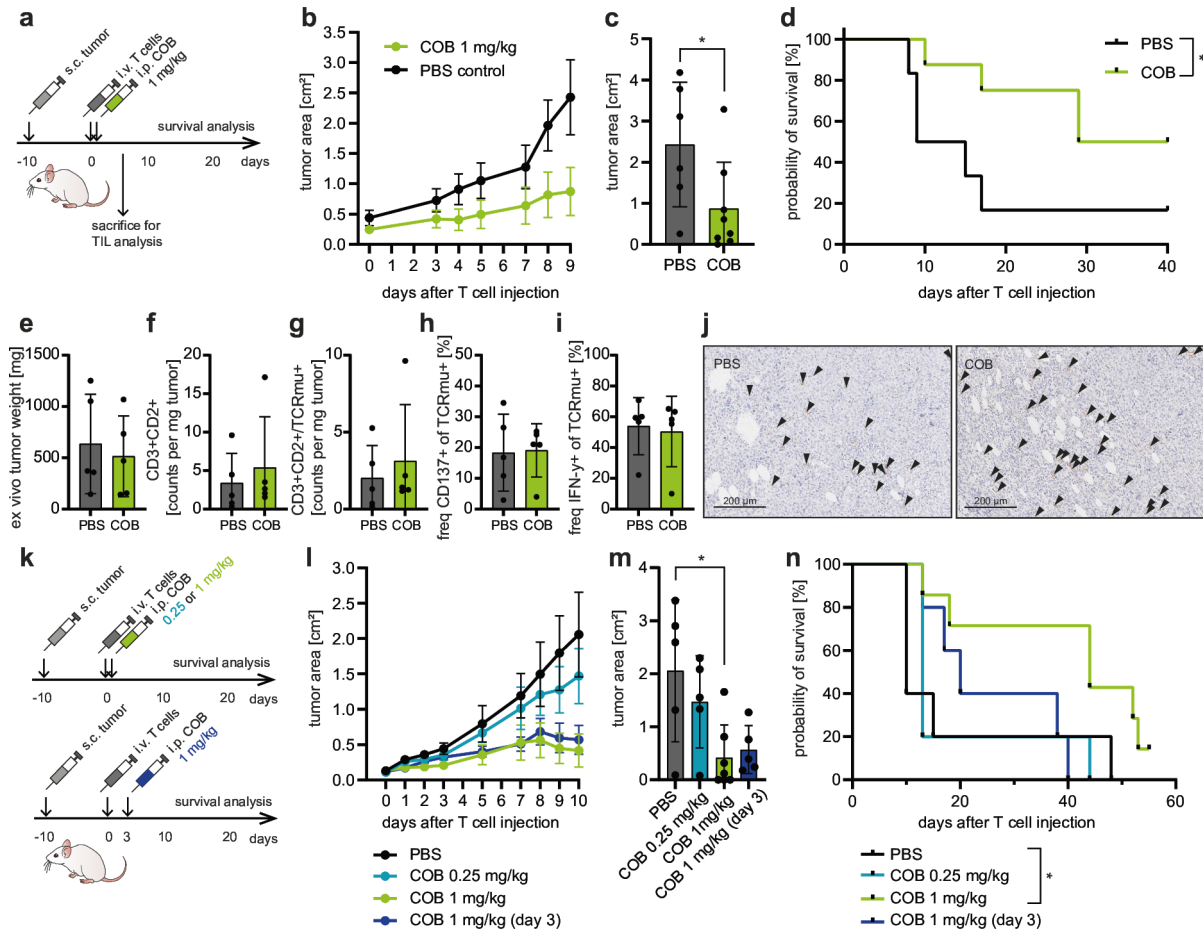 a
s.c. tumor
i.v. T cells
i.p. COB
1 mg/kg
survival analysis
-10
0
10
20
days
sacrifice for
TIL analysis
b
COB 1 mg/kg
PBS control
tumor area [cm²]
3.5
3.0
2.5
2.0
1.5
1.0
0.5
0.0
0 1 2 3 4 5 6 7 8 9
days after T cell injection
c
*
tumor area [cm²]
5
4
3
2
1
0
PBS
COB
d
PBS
COB
*
probability of survival [%]
100
80
60
40
20
0
0 10 20 30 40
days after T cell injection
e
ex vivo tumor weight [mg]
1500
1000
500
0
PBS COB
f
CD3+CD2+
[counts per mg tumor]
20
15
10
5
0
PBS COB
g
CD3+CD2+/TCRmu+
[counts per mg tumor]
10
5
0
PBS COB
h
freq CD137+ of TCRmu+ [%]
50
40
30
20
10
0
PBS COB
i
freq IFN-y+ of TCRmu+ [%]
100
80
60
40
20
0
PBS COB
j
PBS
200 µm
COB
200 µm
k
s.c. tumor
i.v. T cells
i.p. COB
0.25 or 1 mg/kg
survival analysis
-10
0
10
20
days
s.c. tumor
i.v. T cells
i.p. COB
1 mg/kg
survival analysis
-10
0
3
10
20
days
l
tumor area [cm²]
3.0
2.5
2.0
1.5
1.0
0.5
0.0
0 1 2 3 4 5 6 7 8 9 10
days after T cell injection
PBS
COB 0.25 mg/kg
COB 1 mg/kg
COB 1 mg/kg (day 3)
m
*
tumor area [cm²]
4
3
2
1
0
PBS
COB 0.25 mg/kg
COB 1mg/kg
COB 1 mg/kg (day 3)
n
probability of survival [%]
100
80
60
40
20
0
0 20 40 60
days after T cell injection
PBS
COB 0.25 mg/kg
COB 1 mg/kg
COB 1 mg/kg (day 3)
*